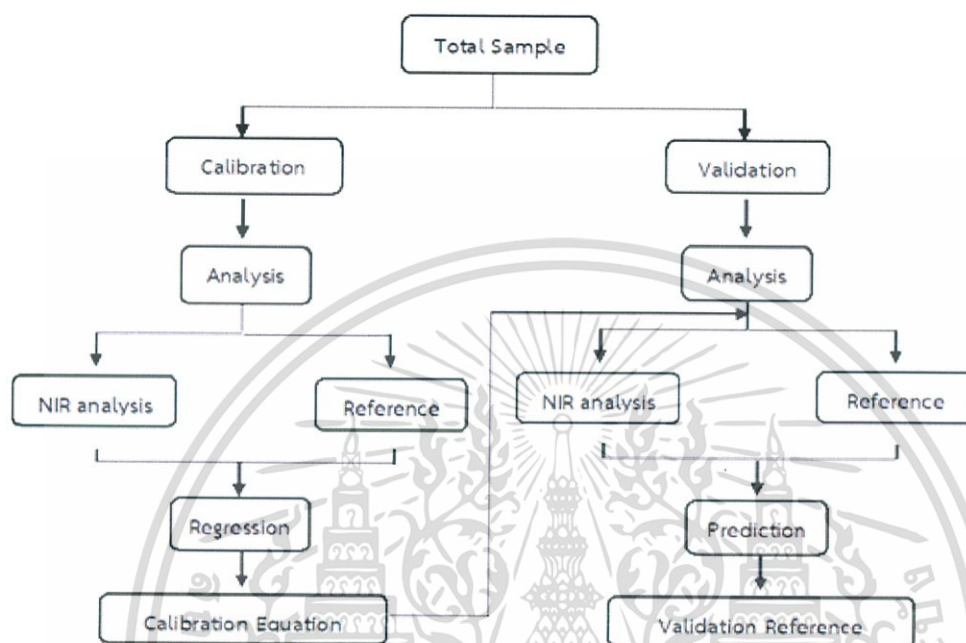 Total Sample
Calibration
Validation
Analysis
Analysis
NIR analysis
Reference
NIR analysis
Reference
Regression
Prediction
Calibration Equation
Validation Reference